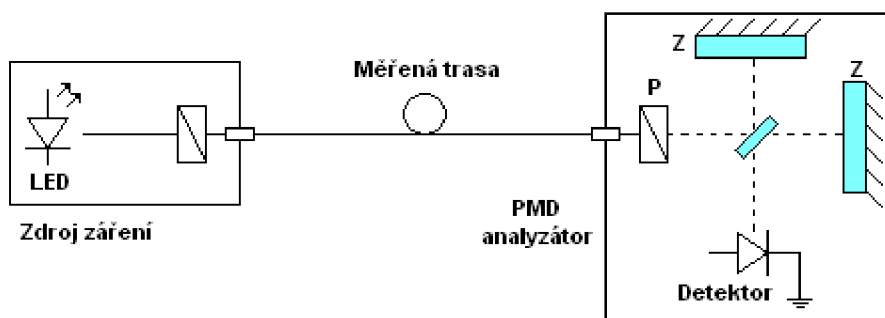 Z
Měřená trasa
Z
P
LED
Zdroj záření
PMD
analyzátor
Detektor